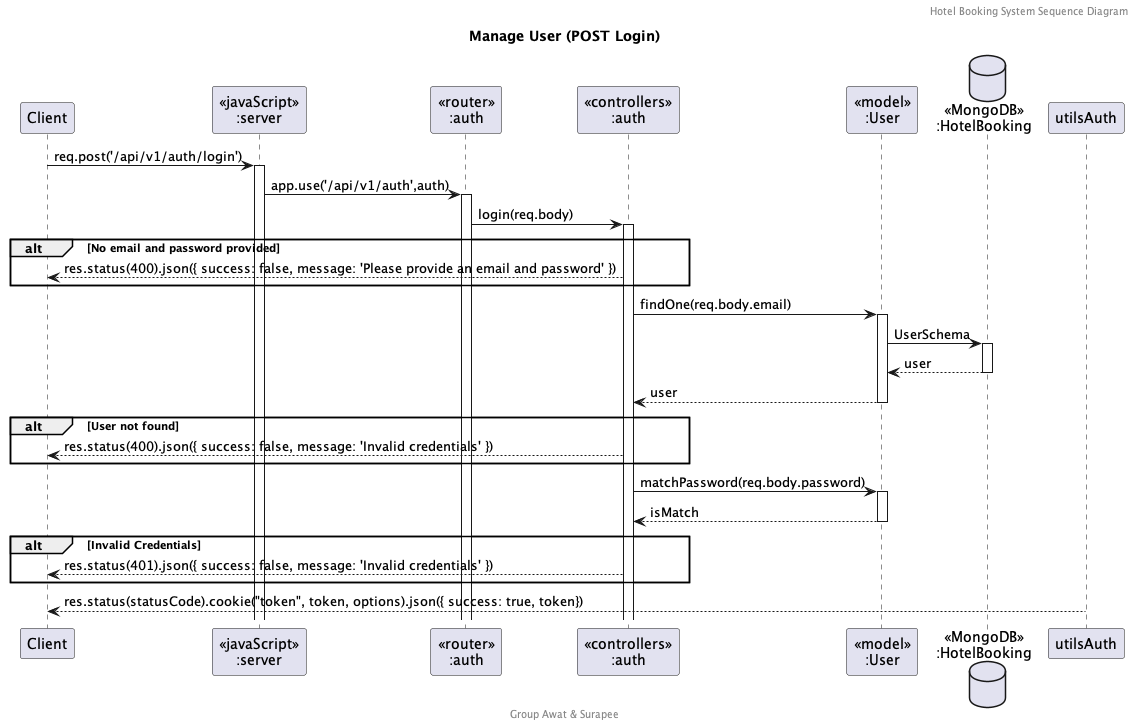 Hotel Booking System Sequence Diagram
Manage User (POST Login)
Client
«javaScript»
:server
«router»
:auth
«controllers»
:auth
«model»
:User
«MongoDB»
:HotelBooking
utilsAuth
req.post('/api/v1/auth/login')
app.use('/api/v1/auth',auth)
login(req.body)
alt [No email and password provided]
res.status(400).json({ success: false, message: 'Please provide an email and password' })
findOne(req.body.email)
UserSchema
user
user
alt [User not found]
res.status(400).json({ success: false, message: 'Invalid credentials' })
matchPassword(req.body.password)
isMatch
alt [Invalid Credentials]
res.status(401).json({ success: false, message: 'Invalid credentials' })
res.status(statusCode).cookie("token", token, options).json({ success: true, token})
Client
«javaScript»
:server
«router»
:auth
«controllers»
:auth
«model»
:User
«MongoDB»
:HotelBooking
utilsAuth
Group Awat & Surapee